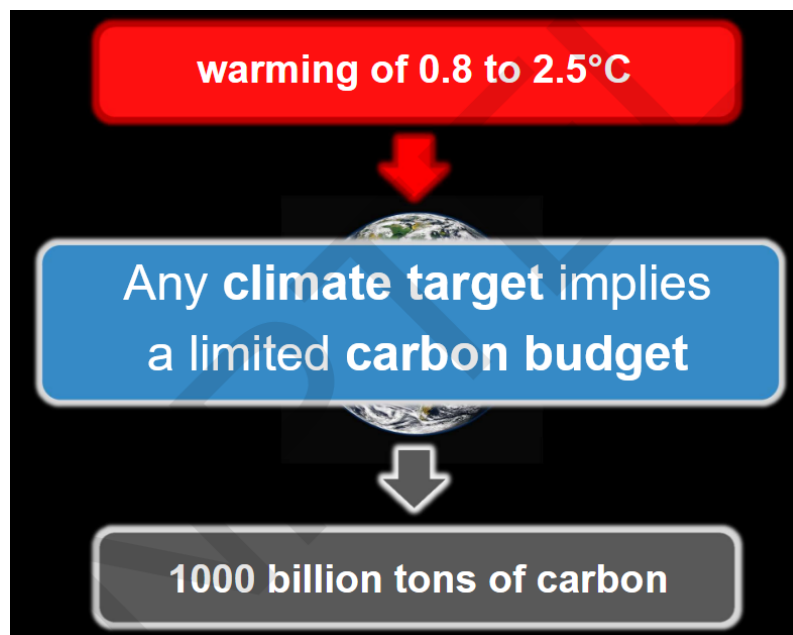 warming of 0.8 to 2.5°C
Any climate target implies
a limited carbon budget
1000 billion tons of carbon